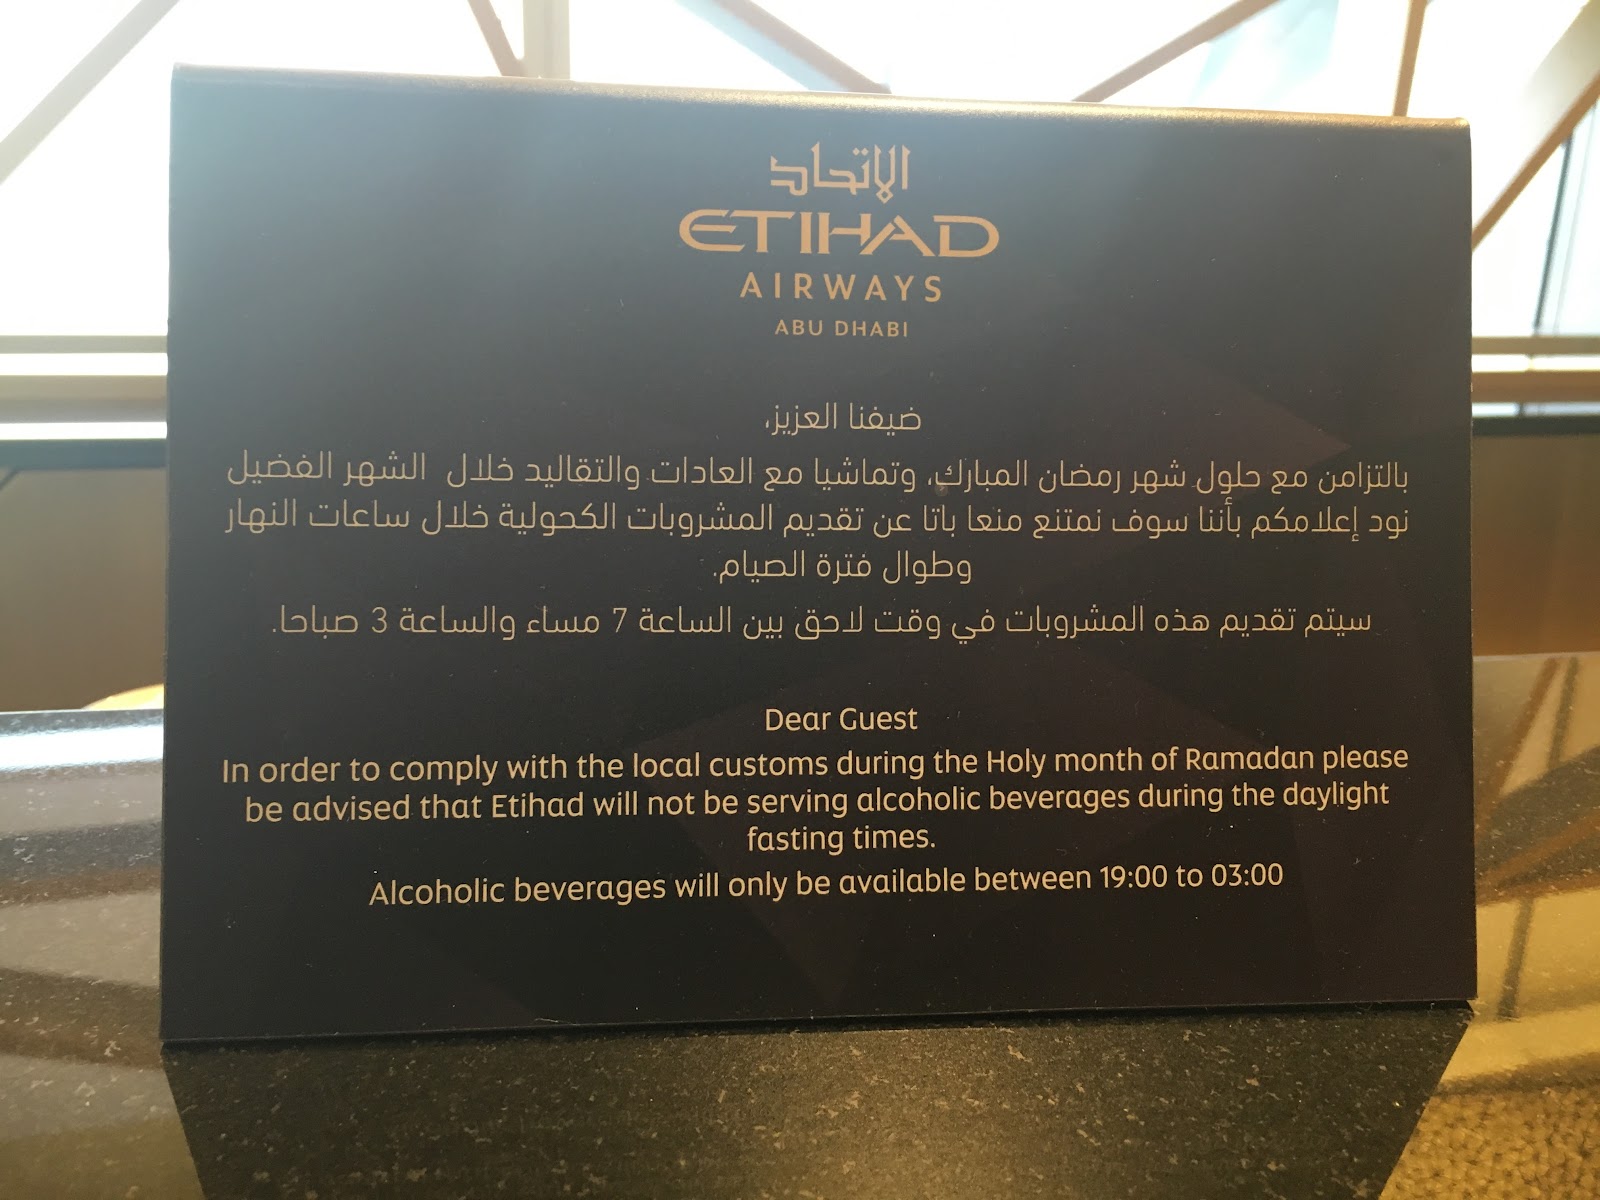 الاتحاد
ETIHAD
AIRWAYS
ABU DHABI
ضيفنا العزيز،
بالتزامن مع حلول شهر رمضان المبارك، وتماشيا مع العادات والتقاليد خلال الشهر الفضيل
نود إعلامكم بأننا سوف نمتنع منعا باتا عن تقديم المشروبات الكحولية خلال ساعات النهار
وطوال فترة الصيام.
سيتم تقديم هذه المشروبات في وقت لاحق بين الساعة 7 مساء والساعة 3 صباحا.
Dear Guest
In order to comply with the local customs during the Holy month of Ramadan please
be advised that Etihad will not be serving alcoholic beverages during the daylight
fasting times.
Alcoholic beverages will only be available between 19:00 to 03:00